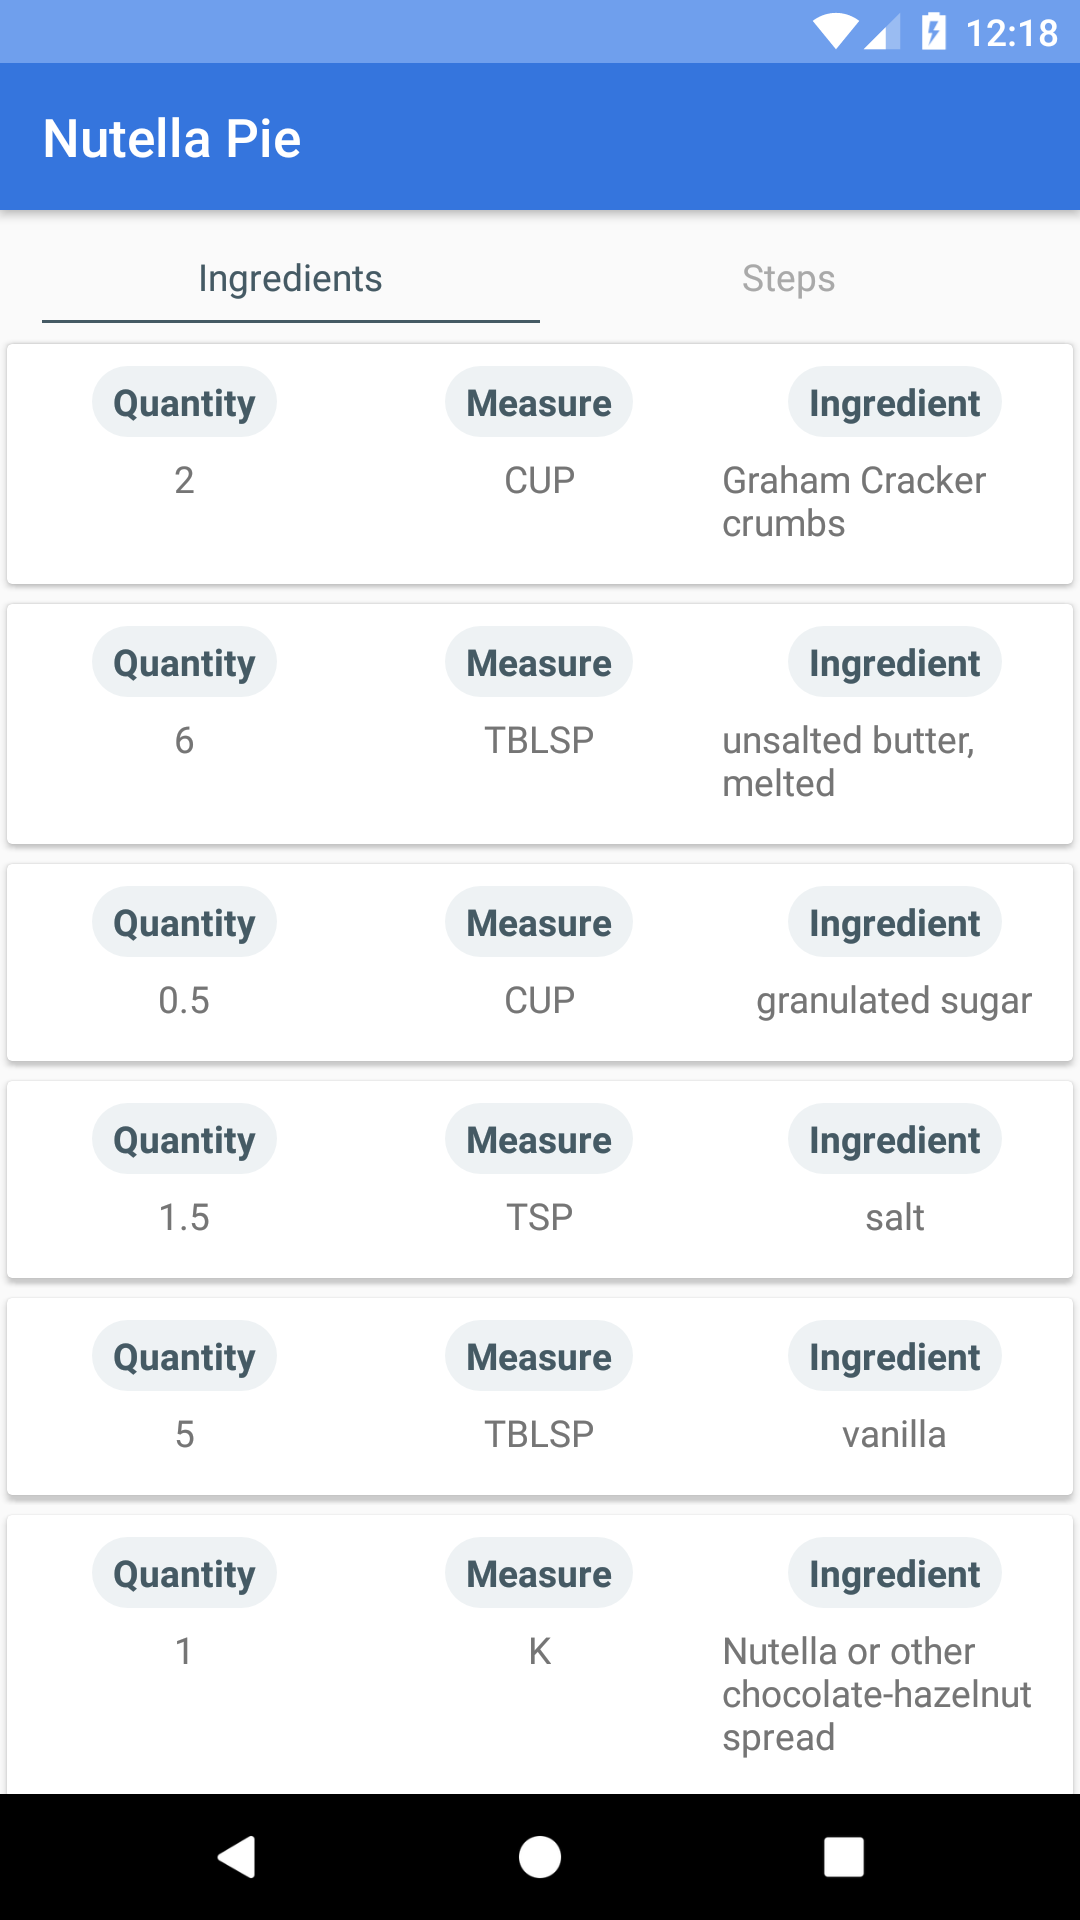 12:18
Nutella Pie
Ingredients Steps
Quantity Measure Ingredient
2 CUP Graham Cracker
crumbs
Quantity Measure Ingredient
6 TBLSP unsalted butter,
melted
Quantity Measure Ingredient
0.5 CUP granulated sugar
Quantity Measure Ingredient
1.5 TSP salt
Quantity Measure Ingredient
5 TBLSP vanilla
Quantity Measure Ingredient
1 K Nutella or other
chocolate-hazelnut
spread